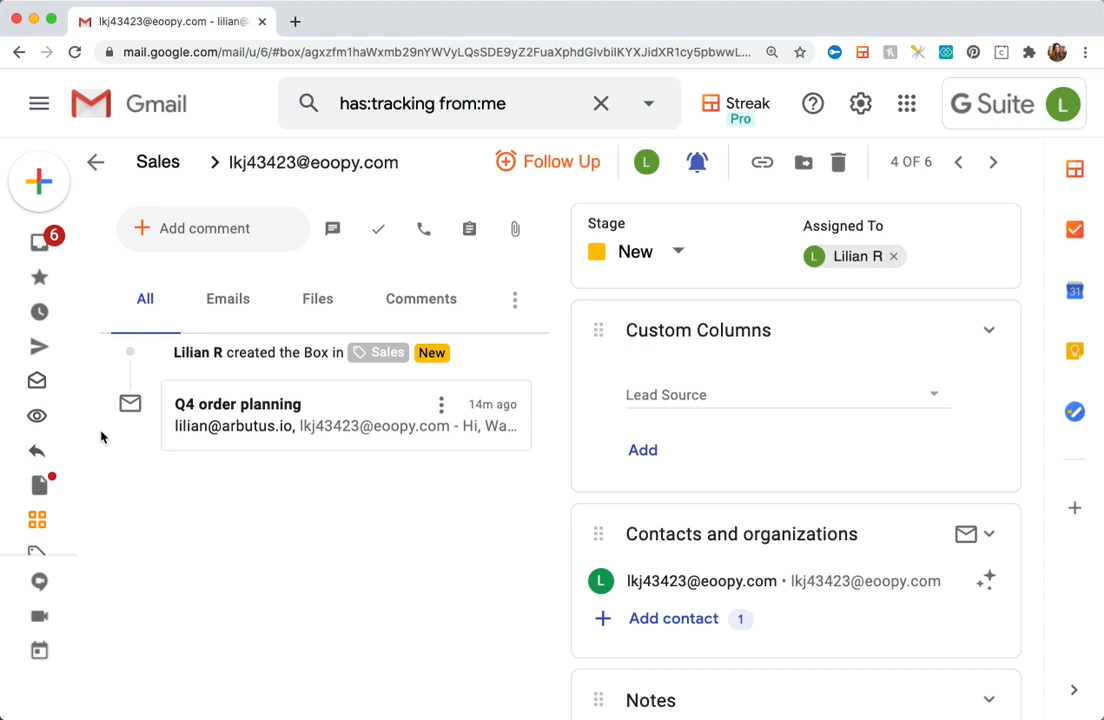 lkj43423@eoopy.com - lilian@
mail.google.com/mail/u/6/#box/agxzfm1haWxmb29nYWVyLQsSDE9yZ2FuaXphdGlvbiIKYXJidXR1cy5pbwwL...
Gmail
has:tracking from:me
Streak
Pro
G Suite
L
Sales
lkj43423@eoopy.com
Follow Up
L
4 OF 6
Add comment
Stage
New
Assigned To
L Lilian R
6
All Emails Files Comments
Lilian R created the Box in Sales New
Q4 order planning 14m ago
lilian@arbutus.io, lkj43423@eoopy.com - Hi, Wa...
Custom Columns
Lead Source
Add
Contacts and organizations
L lkj43423@eoopy.com • lkj43423@eoopy.com
Add contact 1
Notes
31